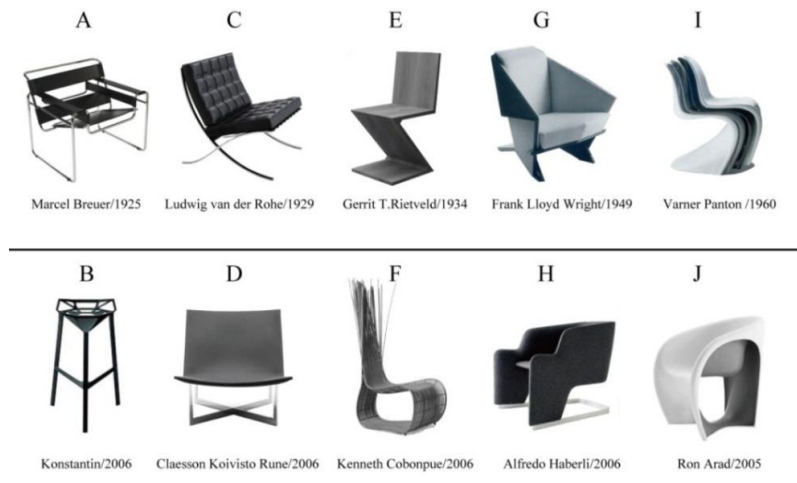 A C E G I
Marcel Breuer/1925 Ludwig van der Rohe/1929 Gerrit T.Rietveld/1934 Frank Lloyd Wright/1949 Varner Panton /1960
B D F H J
Konstantin/2006 Claesson Koivisto Rune/2006 Kenneth Cobonpue/2006 Alfredo Haberli/2006 Ron Arad/2005